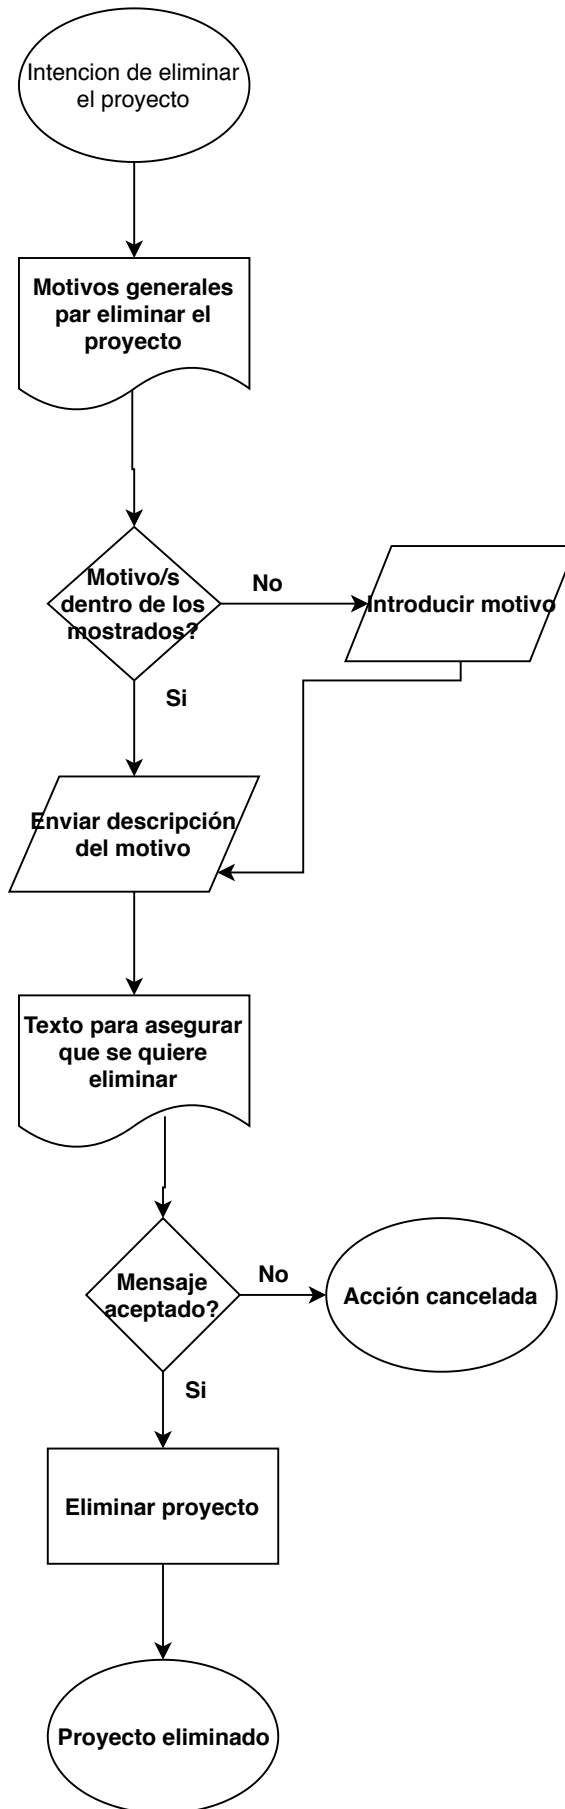 Intencion de eliminar
el proyecto
Motivos generales
par eliminar el
proyecto
Motivo/s
dentro de los
mostrados?
No
Introducir motivo
Si
Enviar descripción
del motivo
Texto para asegurar
que se quiere
eliminar
Mensaje
aceptado?
No
Acción cancelada
Si
Eliminar proyecto
Proyecto eliminado